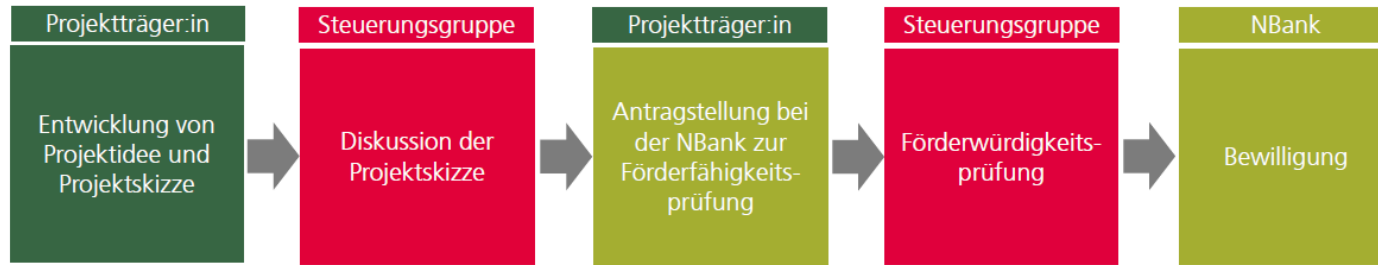 Projektträger:in
Entwicklung von
Projektidee und
Projektskizze
Steuerungsgruppe
Diskussion der
Projektskizze
Projektträger:in
Antragstellung bei
der NBank zur
Förderfähigkeits-
prüfung
Steuerungsgruppe
Förderwürdigkeits-
prüfung
NBank
Bewilligung